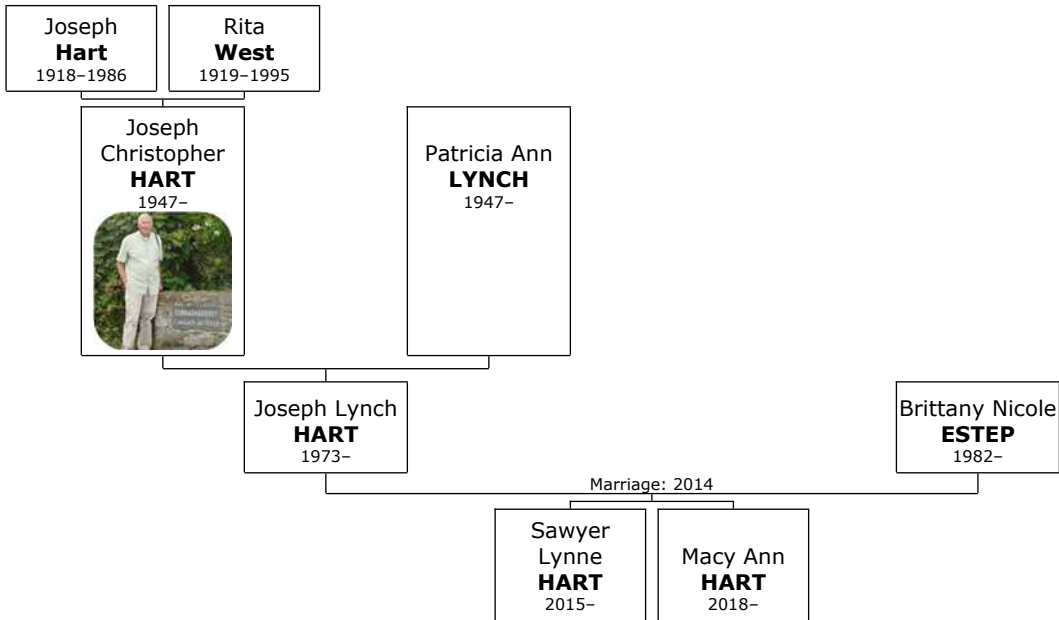 Joseph
Hart
1918–1986
Rita
West
1919–1995
Joseph
Christopher
HART
1947–
Patricia Ann
LYNCH
1947–
Joseph Lynch
HART
1973–
Brittany Nicole
ESTEP
1982–
Marriage: 2014
Sawyer
Lynne
HART
2015–
Macy Ann
HART
2018–